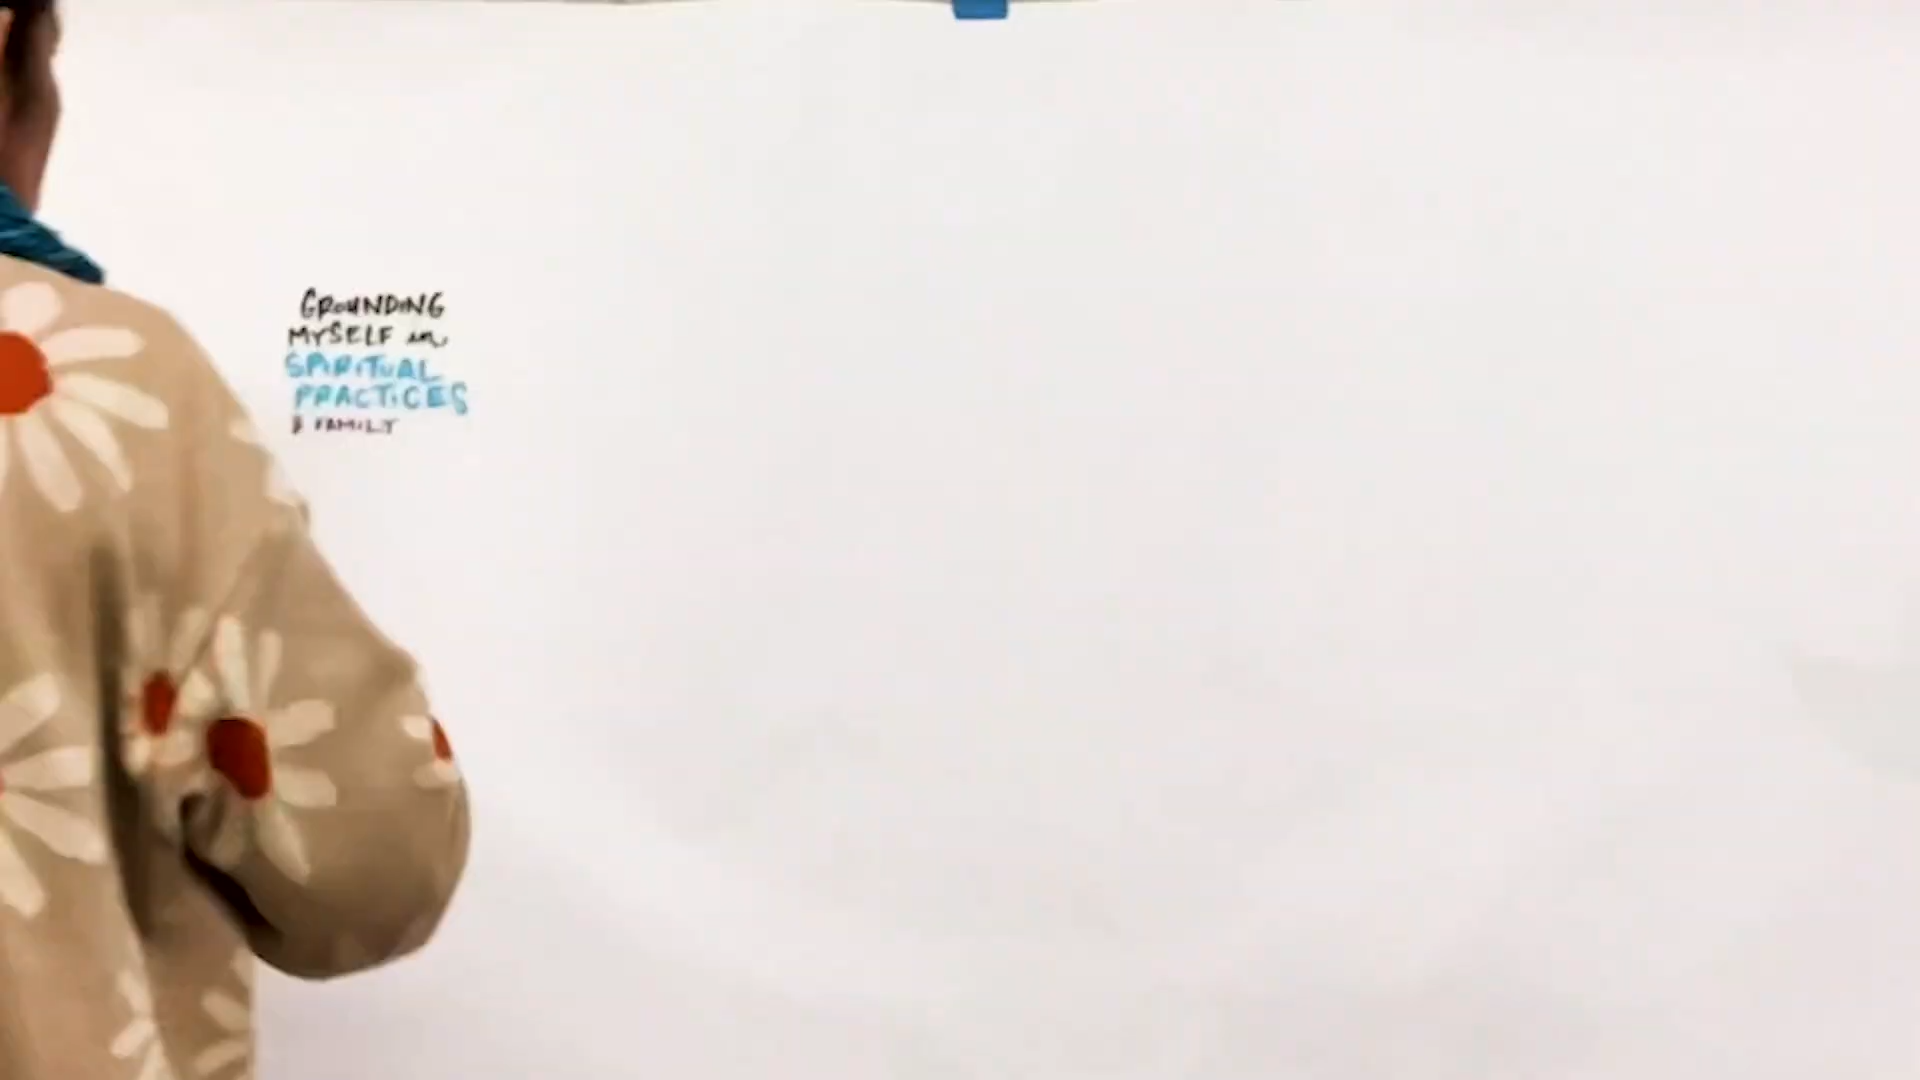 GROUNDING
MYSELF in
SPIRITUAL
PRACTICES
& FAMILY